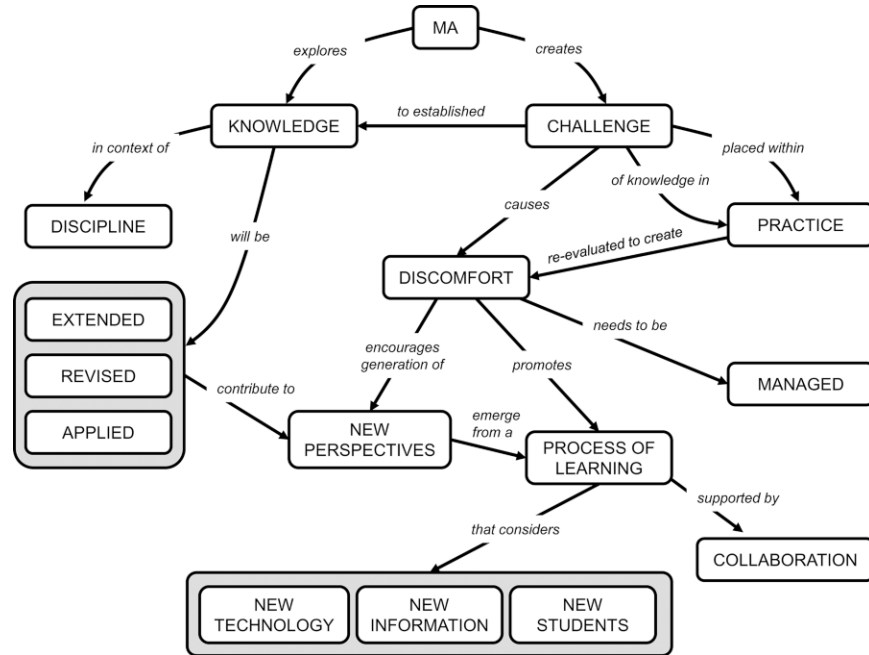 MA
explores
creates
KNOWLEDGE
to established
CHALLENGE
in context of
placed within
of knowledge in
DISCIPLINE
causes
PRACTICE
will be
re-evaluated to create
DISCOMFORT
EXTENDED
needs to be
encourages
generation of
promotes
REVISED
MANAGED
contribute to
APPLIED
NEW
PERSPECTIVES
emerge
from a
PROCESS OF
LEARNING
supported by
that considers
COLLABORATION
NEW
TECHNOLOGY
NEW
INFORMATION
NEW
STUDENTS